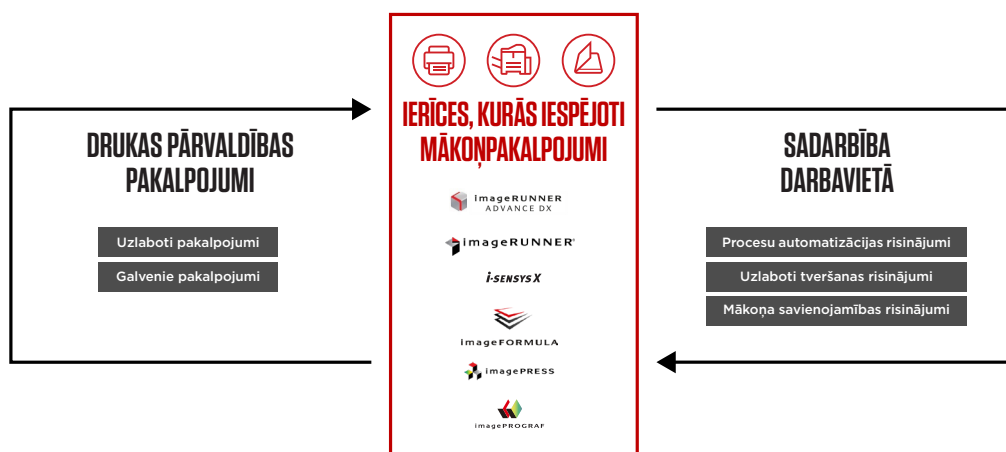 DRUKAS PĀRVALDĪBAS
PAKALPOJUMI
Uzlaboti pakalpojumi
Galvenie pakalpojumi
IERĪCES, KURĀS IESPĒJOTI
MĀKOŅPAKALPOJUMI
imageRUNNER
ADVANCE DX
imageRUNNER®
i-SENSYS X
imageFORMULA
imagePRESS
imagePROGRAF
SADARBĪBA
DARBAVIETĀ
Procesu automatizācijas risinājumi
Uzlaboti tveršanas risinājumi
Mākoņa savienojamības risinājumi